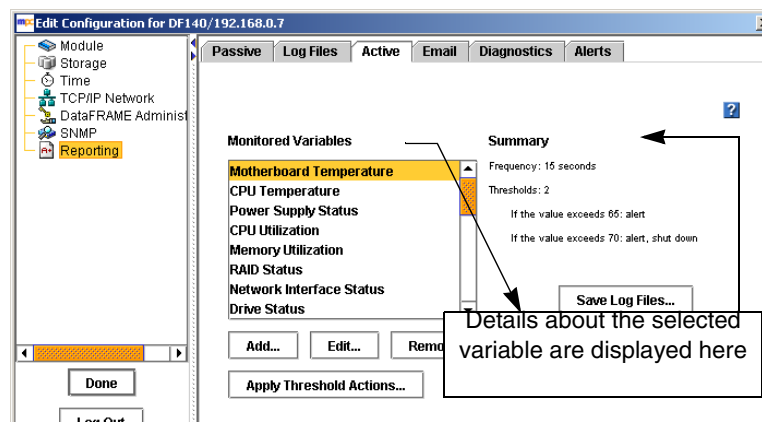 Edit Configuration for DF140/192.168.0.7
Module
Storage
Time
TCP/IP Network
DataFRAME Administ
SNMP
Reporting
Done
Log Out
Passive Log Files Active Email Diagnostics Alerts
Monitored Variables
Motherboard Temperature
CPU Temperature
Power Supply Status
CPU Utilization
Memory Utilization
RAID Status
Network Interface Status
Drive Status
Add... Edit... Remo
Apply Threshold Actions...
Summary
Frequency: 15 seconds
Thresholds: 2
If the value exceeds 65: alert
If the value exceeds 70: alert, shut down
Save Log Files...
Details about the selected
variable are displayed here